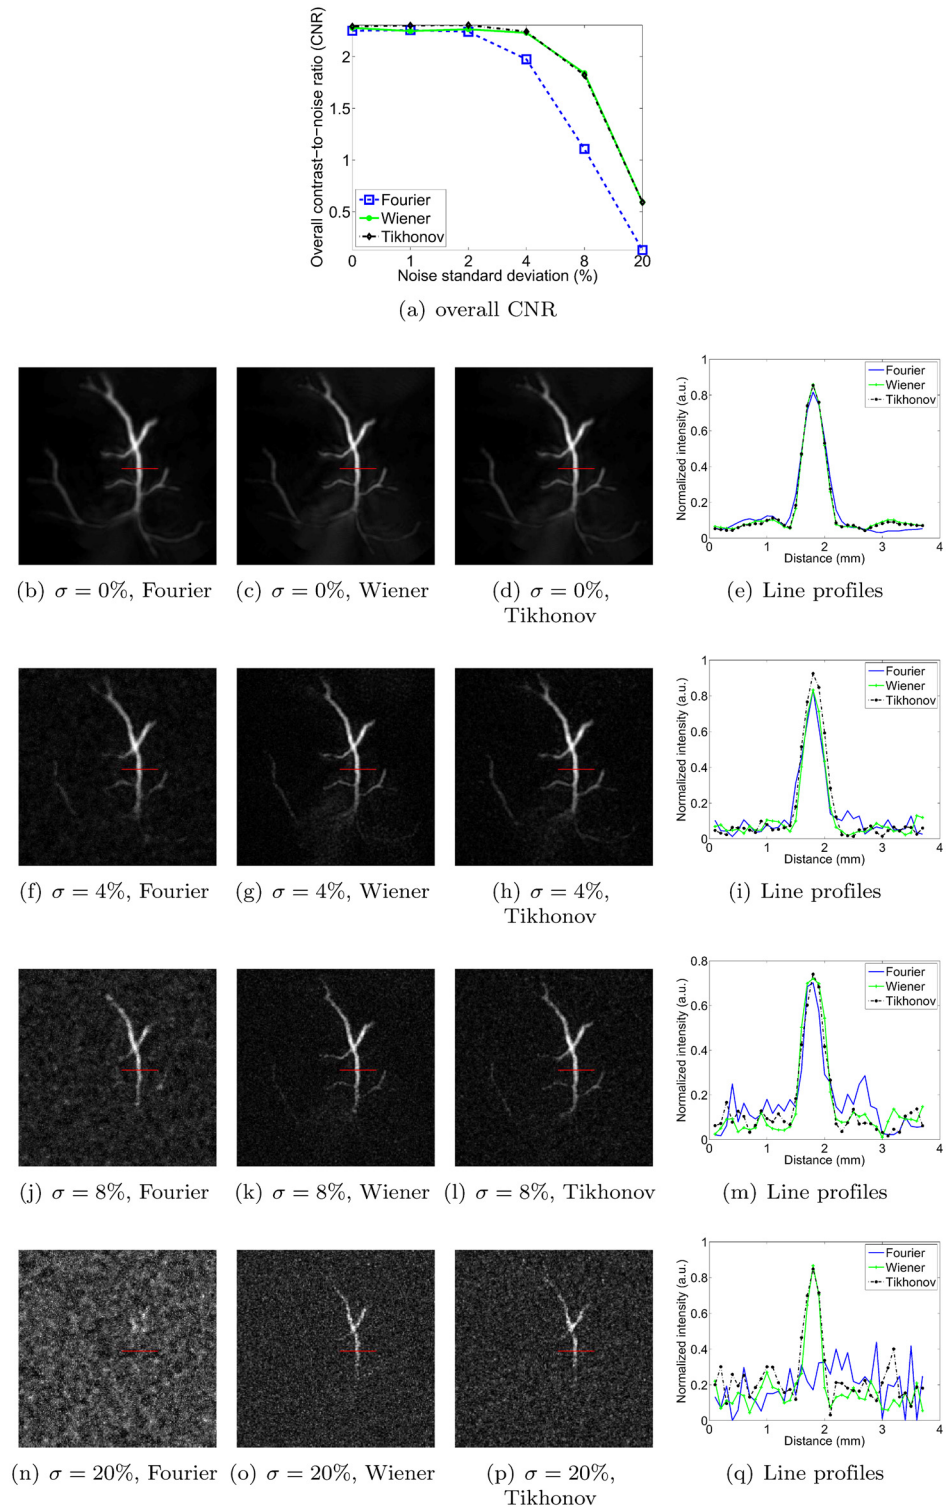 Overall contrast−to−noise ratio (CNR)
2
1.5
1
0.5
Fourier
Wiener
Tikhonov
0 1 2 4 8 20
Noise standard deviation (%)
(a) overall CNR
Normalized intensity (a.u.)
1
0.8
0.6
0.4
0.2
0
Fourier
Wiener
Tikhonov
0 1 2 3 4
Distance (mm)
(b) σ = 0%, Fourier
(c) σ = 0%, Wiener
(d) σ = 0%,
Tikhonov
(e) Line profiles
Normalized intensity (a.u.)
1
0.8
0.6
0.4
0.2
0
Fourier
Wiener
Tikhonov
0 1 2 3 4
Distance (mm)
(f) σ = 4%, Fourier
(g) σ = 4%, Wiener
(h) σ = 4%,
Tikhonov
(i) Line profiles
Normalized intensity (a.u.)
0.8
0.6
0.4
0.2
0
Fourier
Wiener
Tikhonov
0 1 2 3 4
Distance (mm)
(j) σ = 8%, Fourier
(k) σ = 8%, Wiener
(l) σ = 8%, Tikhonov
(m) Line profiles
Normalized intensity (a.u.)
1
0.8
0.6
0.4
0.2
0
Fourier
Wiener
Tikhonov
0 1 2 3 4
Distance (mm)
(n) σ = 20%, Fourier
(o) σ = 20%, Wiener
(p) σ = 20%,
Tikhonov
(q) Line profiles